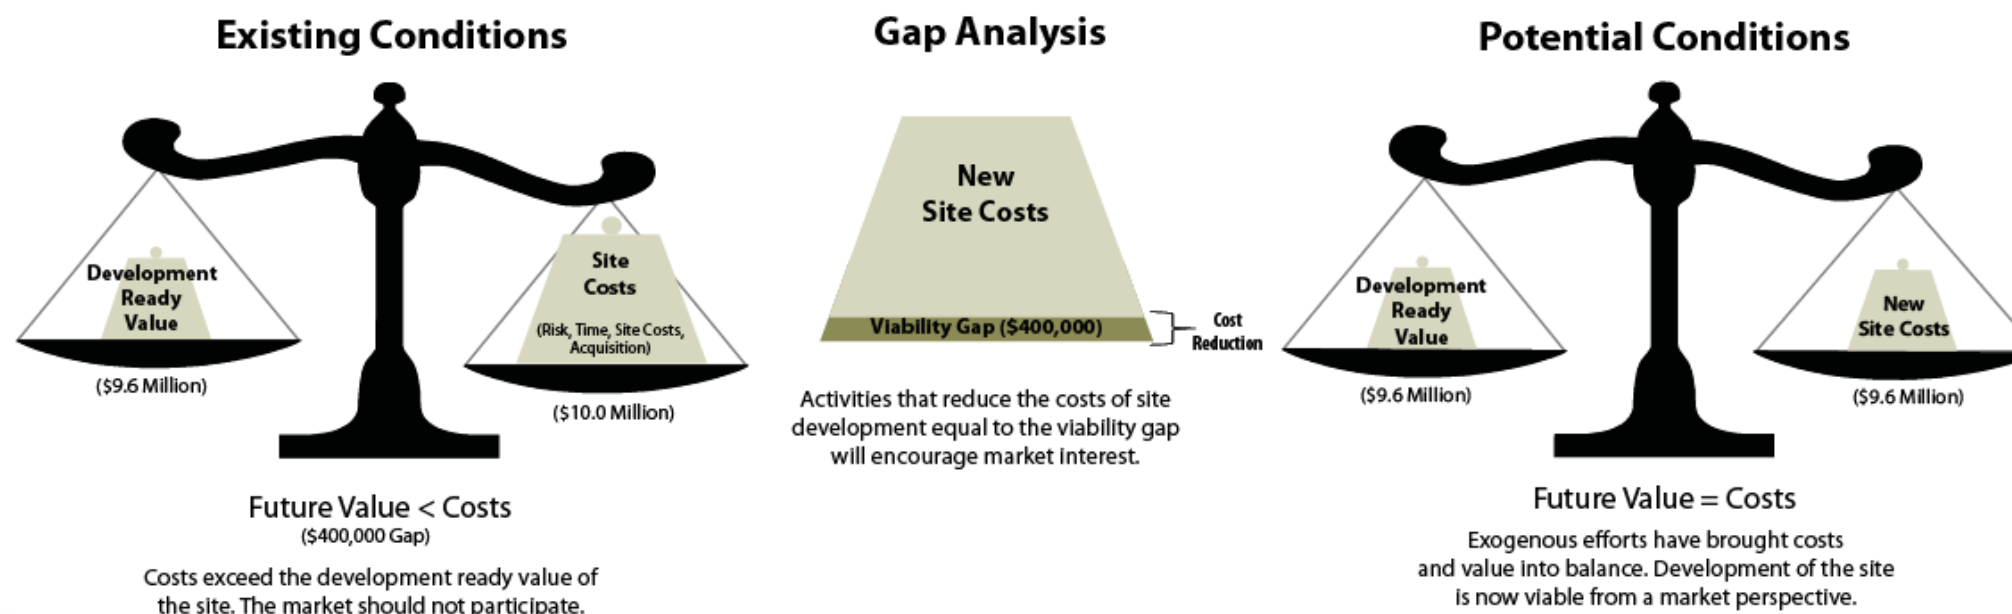 Existing Conditions
Development
Ready
Value
($9.6 Million)
Site
Costs
(Risk, Time, Site Costs,
Acquisition)
($10.0 Million)
Future Value < Costs
($400,000 Gap)
Costs exceed the development ready value of
the site. The market should not participate.
Gap Analysis
New
Site Costs
Viability Gap ($400,000)
Cost
Reduction
Activities that reduce the costs of site
development equal to the viability gap
will encourage market interest.
Potential Conditions
Development
Ready
Value
($9.6 Million)
New
Site Costs
($9.6 Million)
Future Value = Costs
Exogenous efforts have brought costs
and value into balance. Development of the site
is now viable from a market perspective.